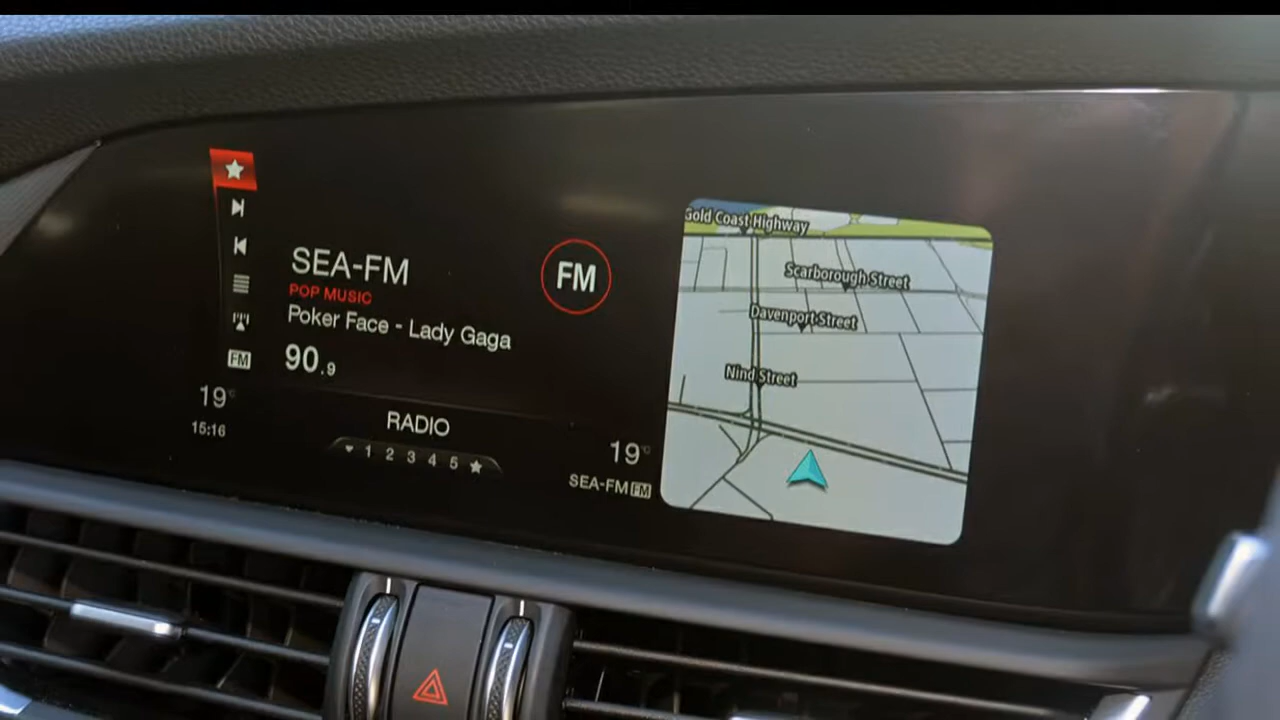 SEA-FM
POP MUSIC
Poker Face - Lady Gaga
90.9
FM
FM
19°
15:16
RADIO
1 2 3 4 5
19°
SEA-FM FM
Gold Coast Highway
Scarborough Street
Davenport Street
Nind Street